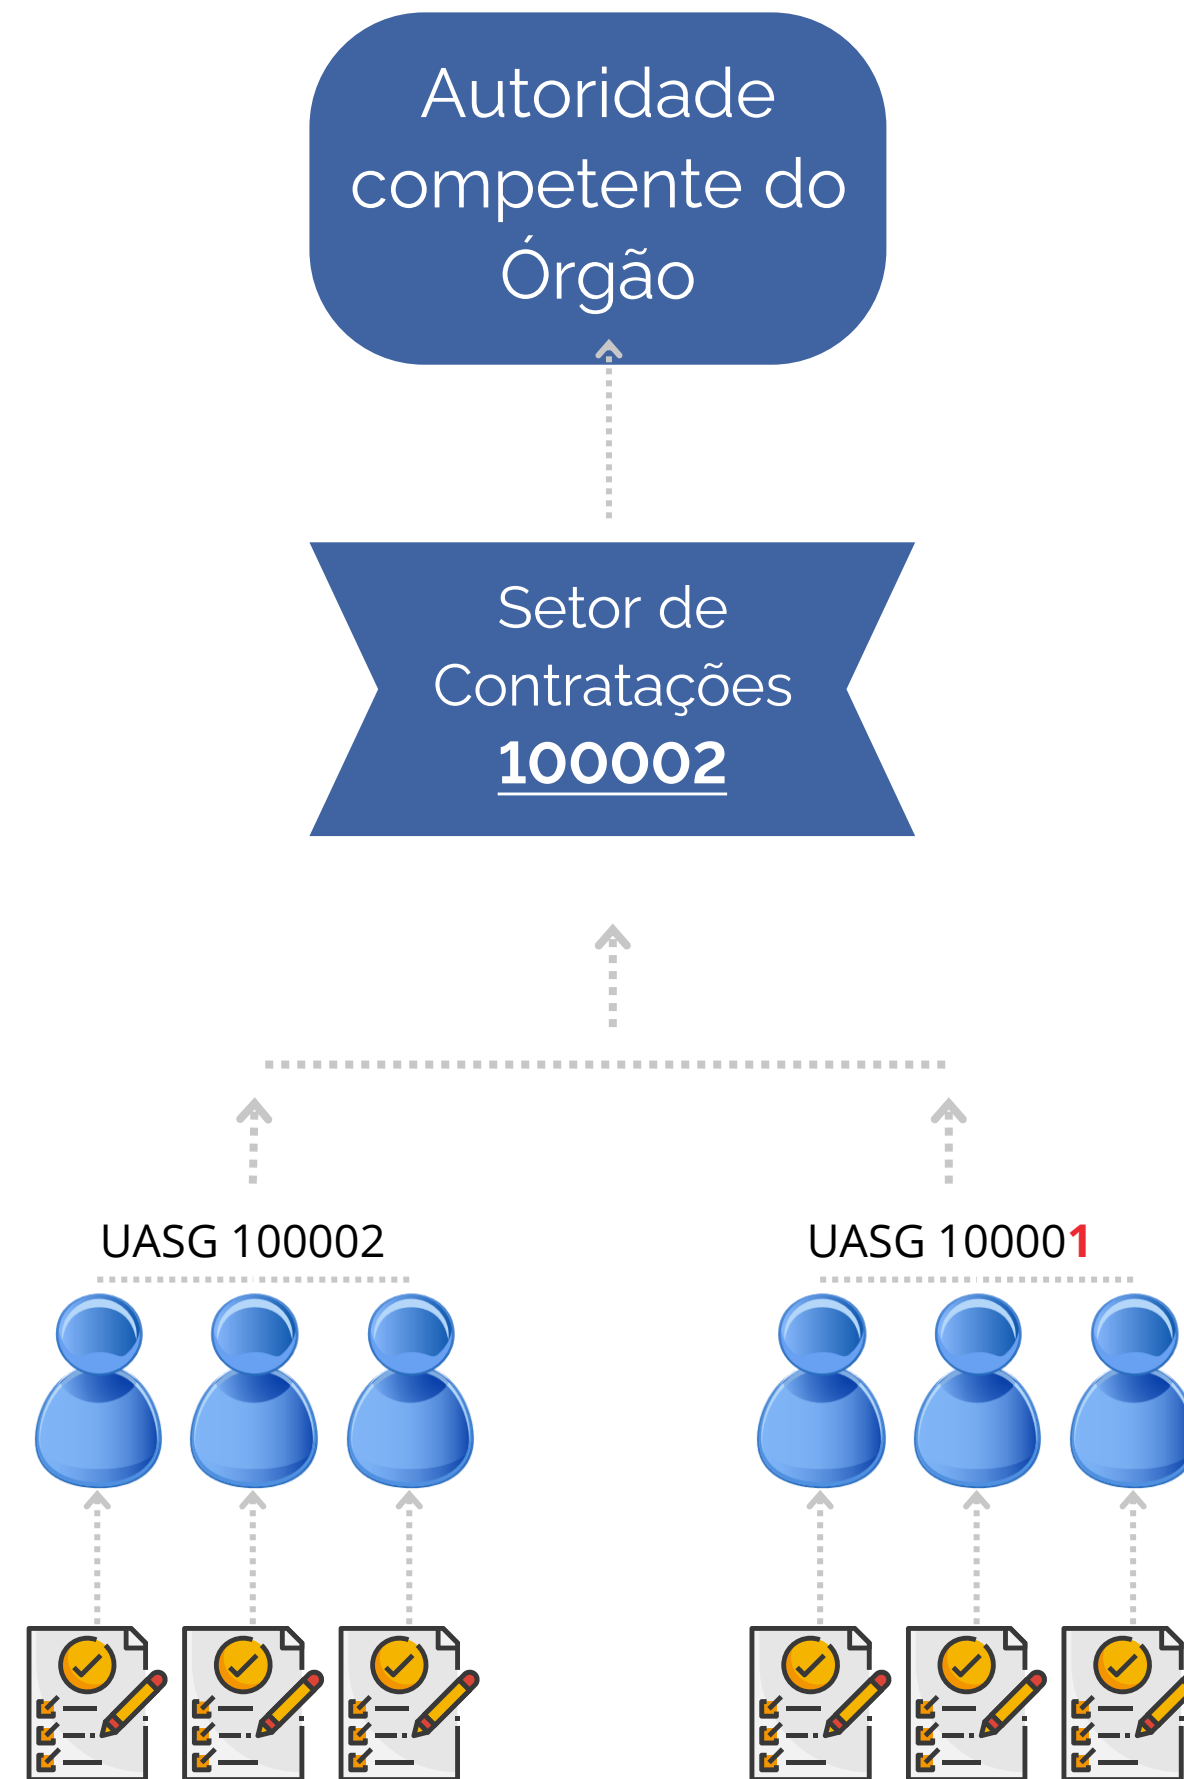 Autoridade
competente do
Órgão
Setor de
Contratações
100002
UASG 100002
UASG 100001